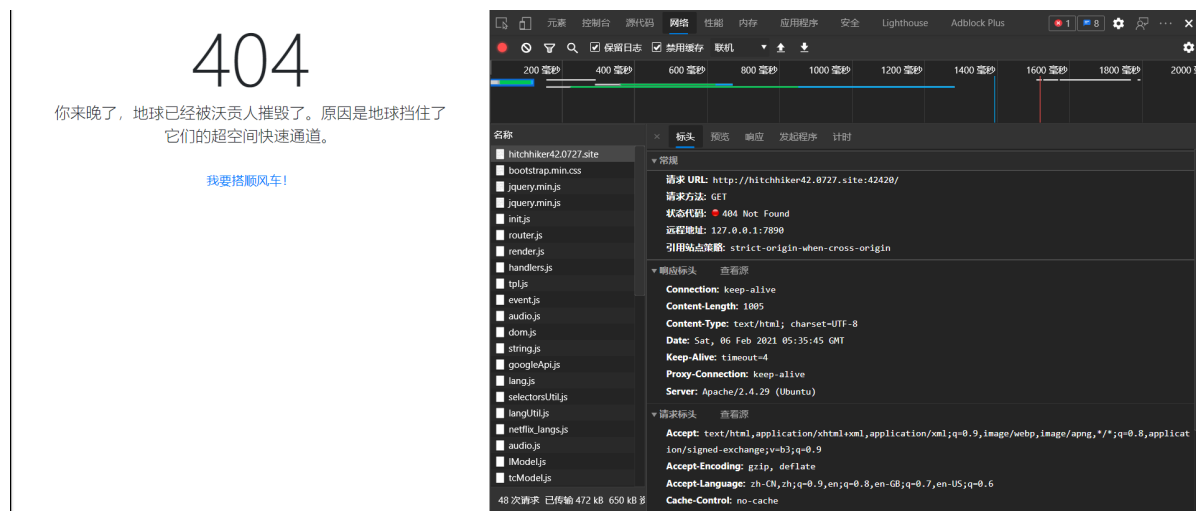 404
你来晚了，地球已经被沃贡人摧毁了。原因是地球挡住了
它们的超空间快速通道。
我要搭顺风车！
元素 控制台 源代码 网络 性能 内存 应用程序 安全 Lighthouse Adblock Plus 1 8
保留日志 禁用缓存 联机
200 毫秒 400 毫秒 600 毫秒 800 毫秒 1000 毫秒 1200 毫秒 1400 毫秒 1600 毫秒 1800 毫秒 2000
名称
hitchhiker42.0727.site
bootstrap.min.css
jquery.min.js
jquery.min.js
init.js
router.js
render.js
handlers.js
tpl.js
event.js
audio.js
dom.js
string.js
googleApi.js
lang.js
selectorsUtil.js
langUtil.js
netflix_langs.js
audio.js
lModel.js
tcModel.js
48 次请求 已传输 472 kB 650 kB
× 标头 预览 响应 发起程序 计时
常规
请求 URL: http://hitchhiker42.0727.site:42420/
请求方法: GET
状态代码: 404 Not Found
远程地址: 127.0.0.1:7890
引用站点策略: strict-origin-when-cross-origin
响应标头 查看源
Connection: keep-alive
Content-Length: 1005
Content-Type: text/html; charset=UTF-8
Date: Sat, 06 Feb 2021 05:35:45 GMT
Keep-Alive: timeout=4
Proxy-Connection: keep-alive
Server: Apache/2.4.29 (Ubuntu)
请求标头 查看源
Accept: text/html,application/xhtml+xml,application/xml;q=0.9,image/webp,image/apng,*/*;q=0.8,applicat
ion/signed-exchange;v=b3;q=0.9
Accept-Encoding: gzip, deflate
Accept-Language: zh-CN,zh;q=0.9,en;q=0.8,en-GB;q=0.7,en-US;q=0.6
Cache-Control: no-cache